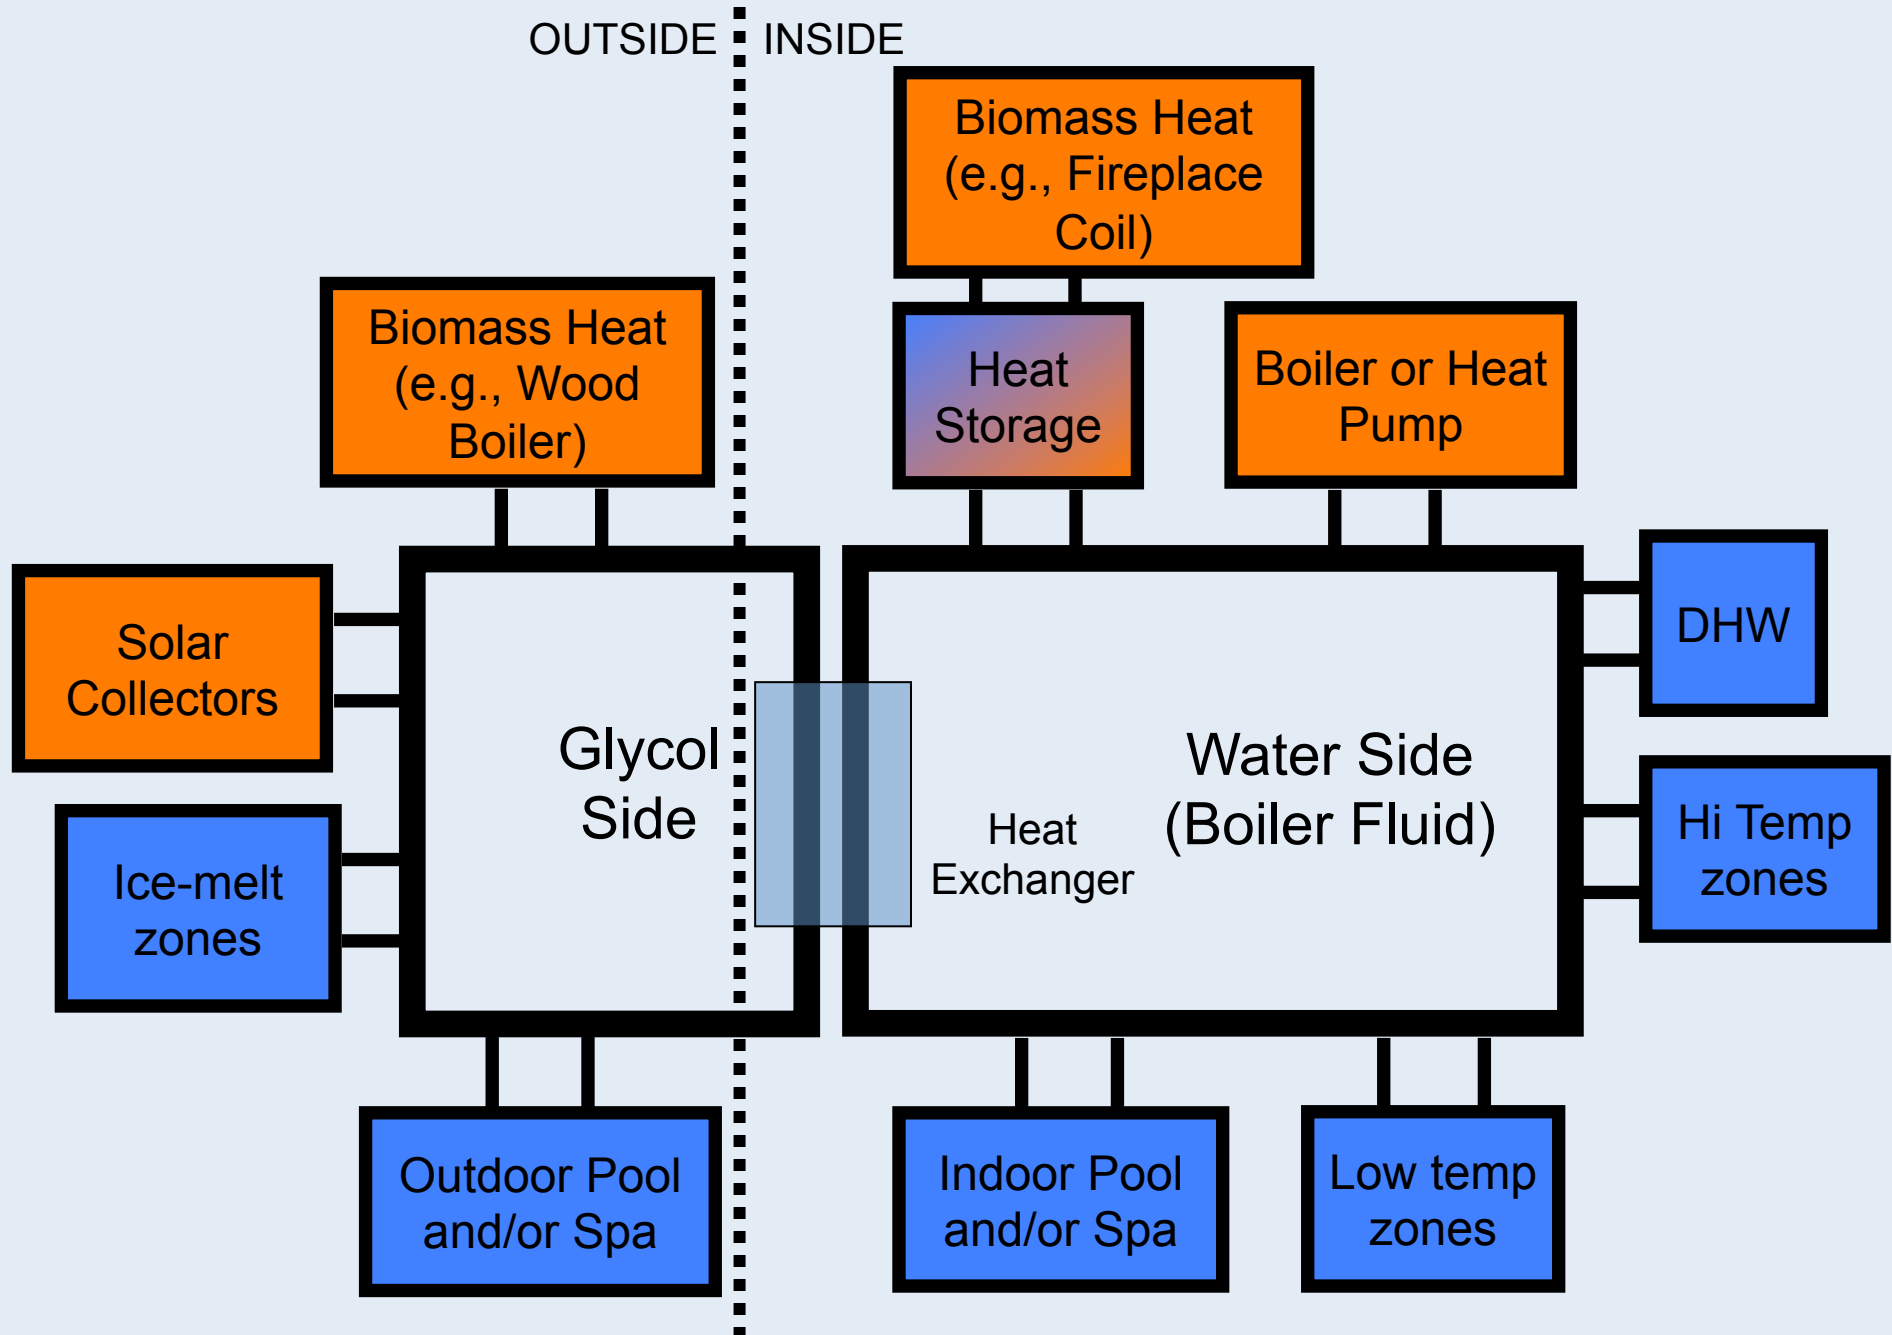 OUTSIDE
INSIDE
Biomass Heat
(e.g., Fireplace
Coil)
Biomass Heat
(e.g., Wood
Boiler)
Heat
Storage
Boiler or Heat
Pump
Solar
Collectors
DHW
Glycol
Side
Water Side
(Boiler Fluid)
Heat
Exchanger
Hi Temp
zones
Ice-melt
zones
Outdoor Pool
and/or Spa
Indoor Pool
and/or Spa
Low temp
zones